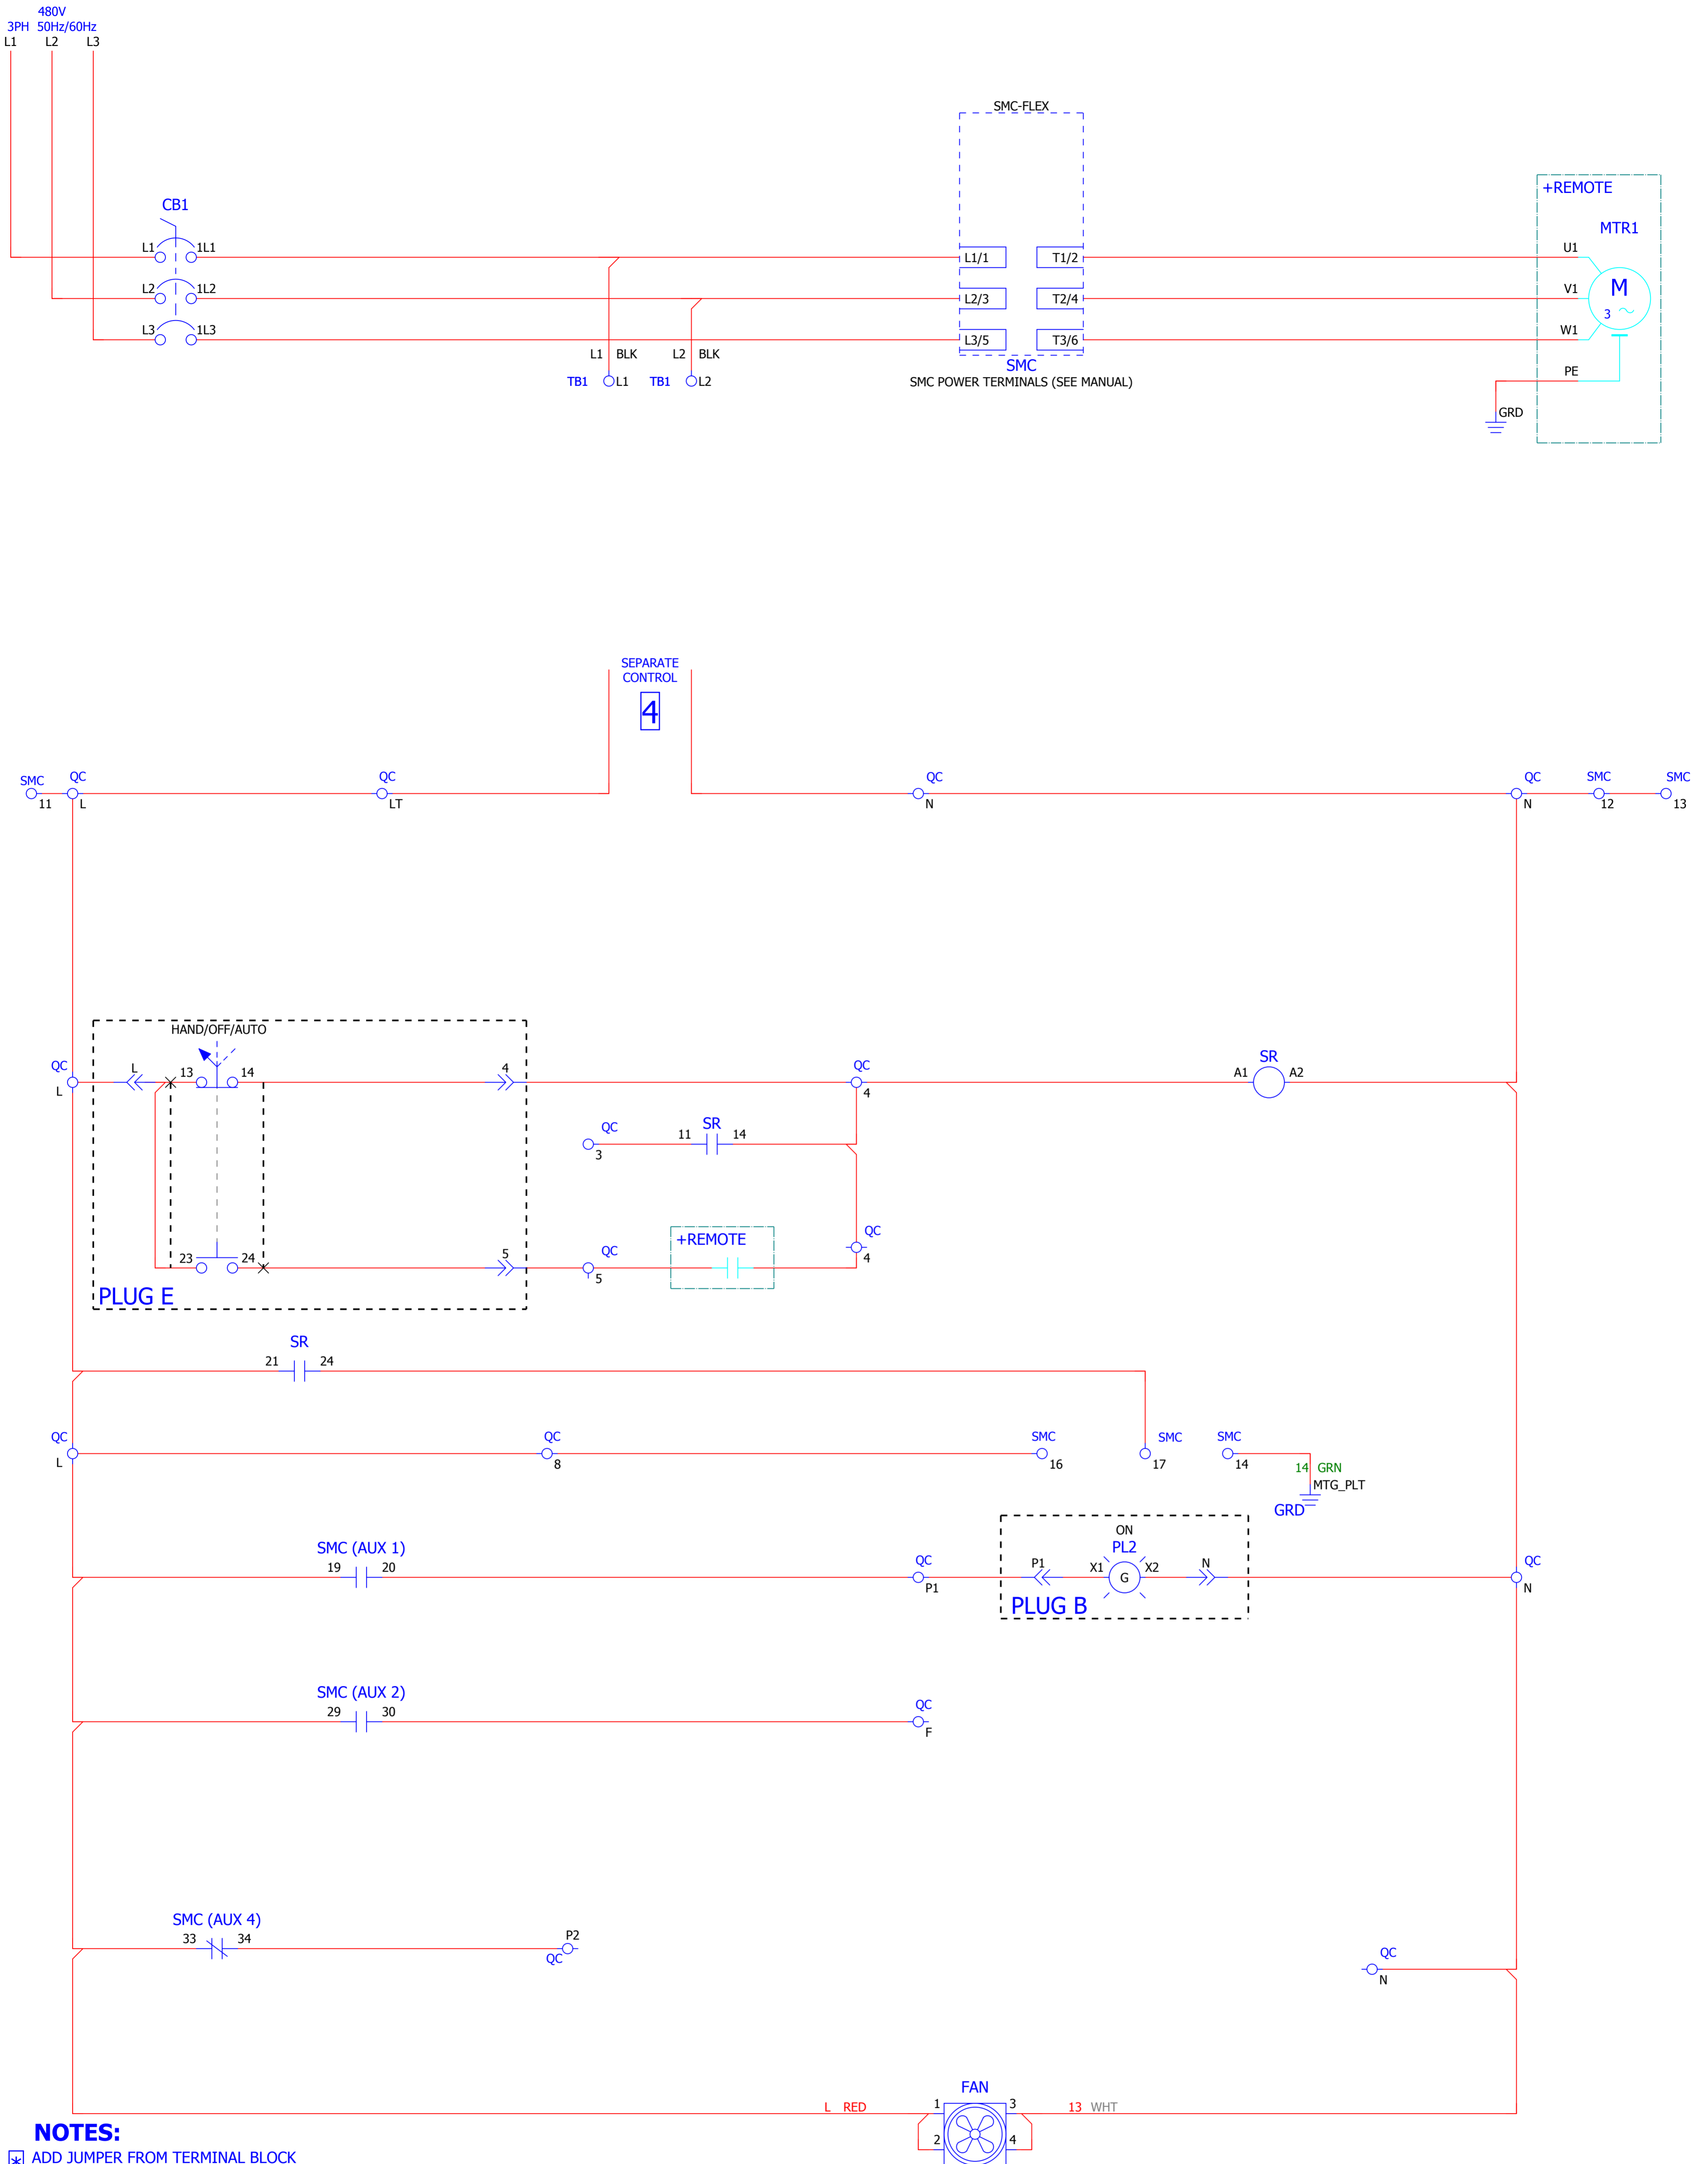 480V
3PH 50Hz/60Hz
L1 L2 L3
SMC-FLEX
CB1
+REMOTE
MTR1
L1 1L1
L1/1 T1/2
U1
L2 1L2
L2/3 T2/4
V1
M
3
L3 1L3
L3/5 T3/6
W1
L1 BLK L2 BLK
SMC
PE
TB1 L1 TB1 L2
SMC POWER TERMINALS (SEE MANUAL)
GRD
SEPARATE
CONTROL
4
SMC QC QC QC QC SMC SMC
11 L LT N N 12 13
HAND/OFF/AUTO
QC L 13 14 4 QC SR
A1 A2
L 4
QC 11 SR 14
3
QC
+REMOTE
23 24 5 QC 4
5
PLUG E
SR
21 24
QC QC SMC SMC SMC
L 8 16 17 14
14 GRN
MTG_PLT
GRD
ON
SMC (AUX 1) PL2
19 20 QC P1 X1 G X2 N QC
P1 N
PLUG B
SMC (AUX 2)
29 30 QC
F
SMC (AUX 4)
33 34 P2
QC QC
N
FAN
L RED 1 3 13 WHT
2 4
NOTES:
* ADD JUMPER FROM TERMINAL BLOCK